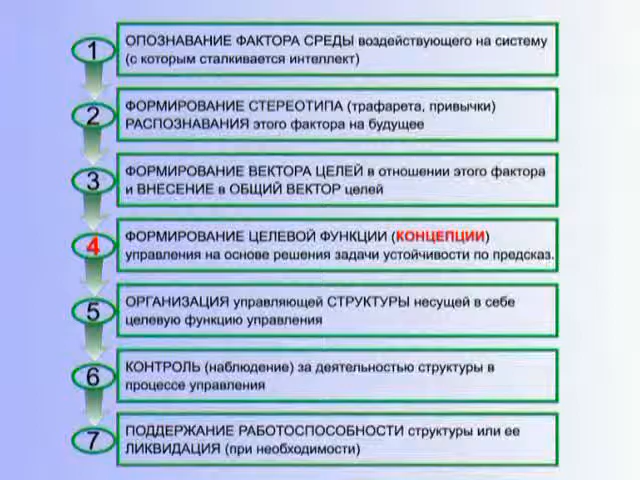 1
ОПОЗНАВАНИЕ ФАКТОРА СРЕДЫ воздействующего на систему
(с которым сталкивается интеллект)
2
ФОРМИРОВАНИЕ СТЕРЕОТИПА (трафарета, привычки)
РАСПОЗНАВАНИЯ этого фактора на будущее
3
ФОРМИРОВАНИЕ ВЕКТОРА ЦЕЛЕЙ в отношении этого фактора
и ВНЕСЕНИЕ в ОБЩИЙ ВЕКТОР целей
4
ФОРМИРОВАНИЕ ЦЕЛЕВОЙ ФУНКЦИИ (КОНЦЕПЦИИ)
управления на основе решения задачи устойчивости по предсказ.
5
ОРГАНИЗАЦИЯ управляющей СТРУКТУРЫ несущей в себе
целевую функцию управления
6
КОНТРОЛЬ (наблюдение) за деятельностью структуры в
процессе управления
7
ПОДДЕРЖАНИЕ РАБОТОСПОСОБНОСТИ структуры или ее
ЛИКВИДАЦИЯ (при необходимости)